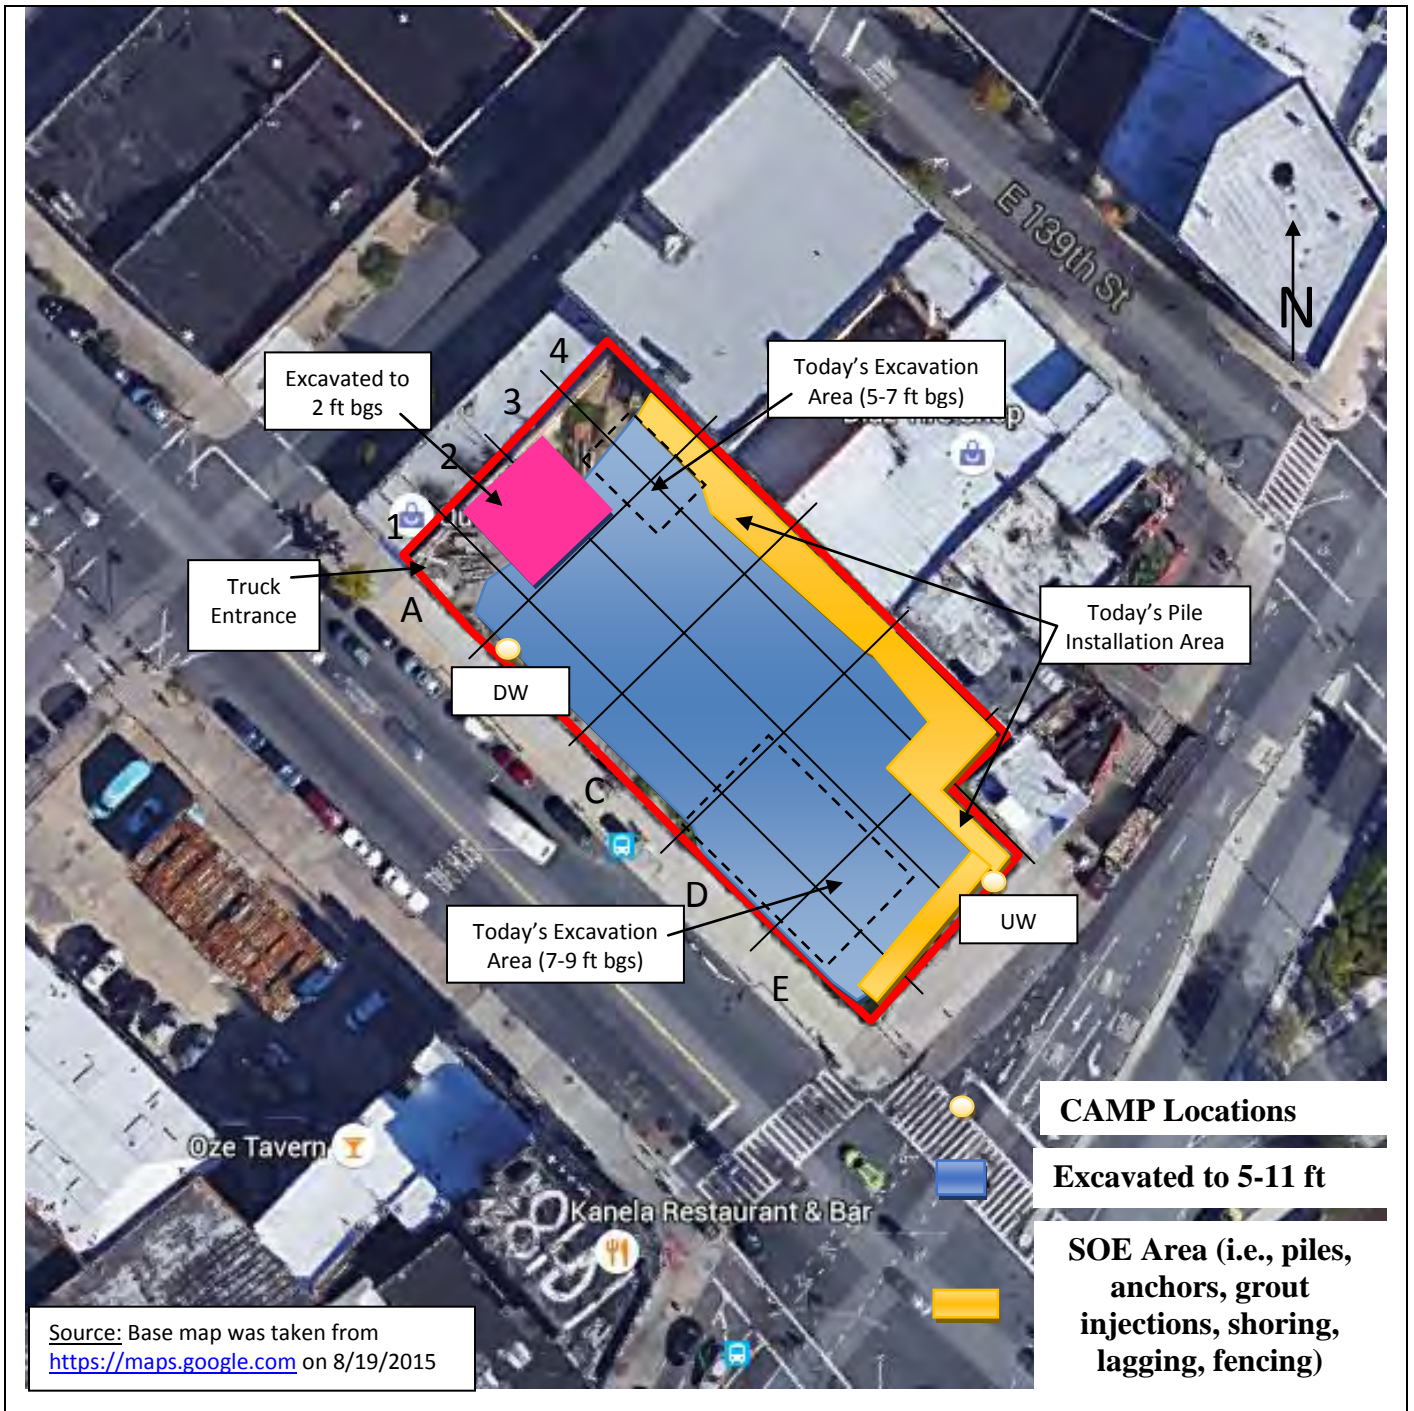 E 139th St
N
4
Today's Excavation
Area (5-7 ft bgs)
Excavated to
2 ft bgs
3
2
1
Truck
Entrance
A
Today's Pile
Installation Area
DW
C
D
UW
Today's Excavation
Area (7-9 ft bgs)
E
CAMP Locations
Oze Tavern
Excavated to 5-11 ft
Kanela Restaurant & Bar
SOE Area (i.e., piles,
anchors, grout
injections, shoring,
lagging, fencing)
Source: Base map was taken from
https://maps.google.com on 8/19/2015